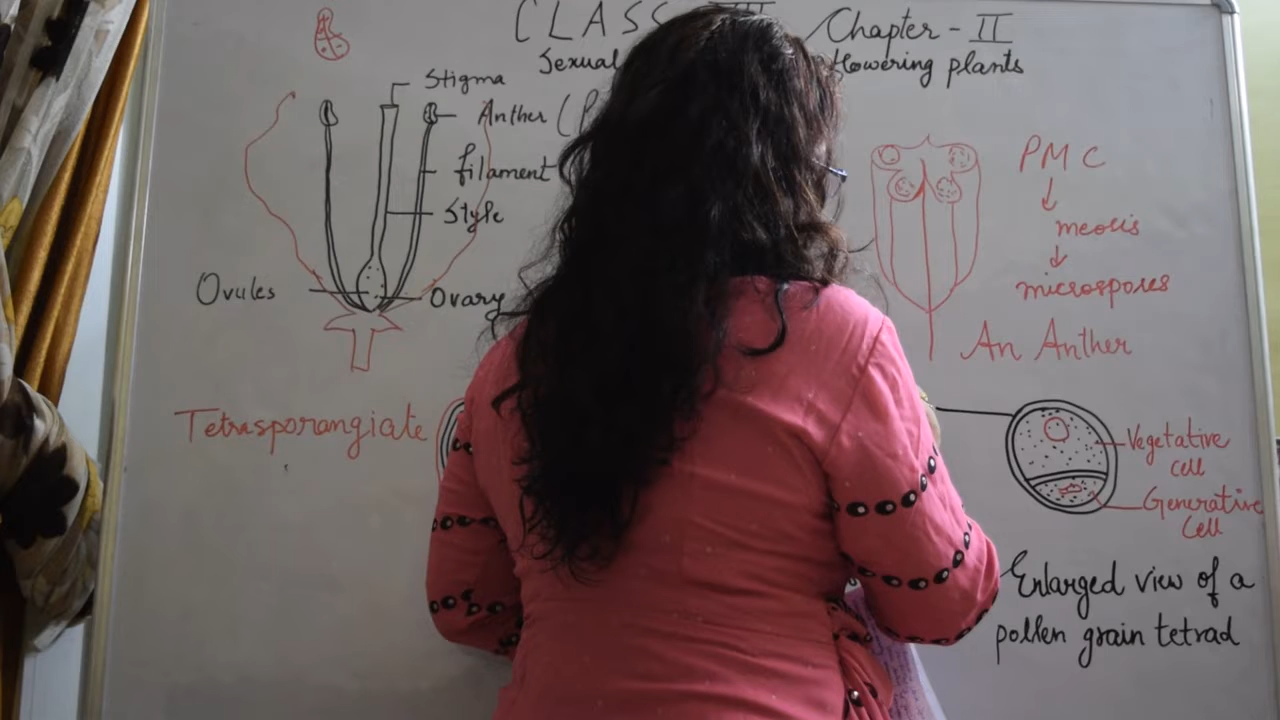 CLASS Chapter - II
Sexual flowering plants
Stigma
Anther (P
filament
Style
Ovules
Ovary
PMC
meosis
microspores
An Anther
Tetrasporangiate
Vegetative
cell
Generative
Cell
Enlarged view of a
pollen grain tetrad